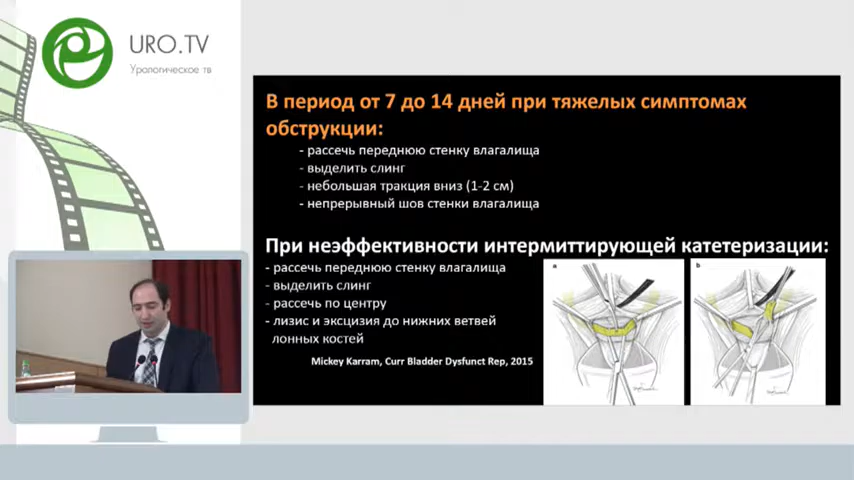 URO.TV
Урологическое тв
В период от 7 до 14 дней при тяжелых симптомах
обструкции:
- рассечь переднюю стенку влагалища
- выделить слинг
- небольшая тракция вниз (1-2 см)
- непрерывный шов стенки влагалища
При неэффективности интермиттирующей катетеризации:
- рассечь переднюю стенку влагалища
- выделить слинг
- рассечь по центру
- лизис и эксцизия до нижних ветвей
лонных костей
Mickey Karram, Curr Bladder Dysfunct Rep, 2015
a
b